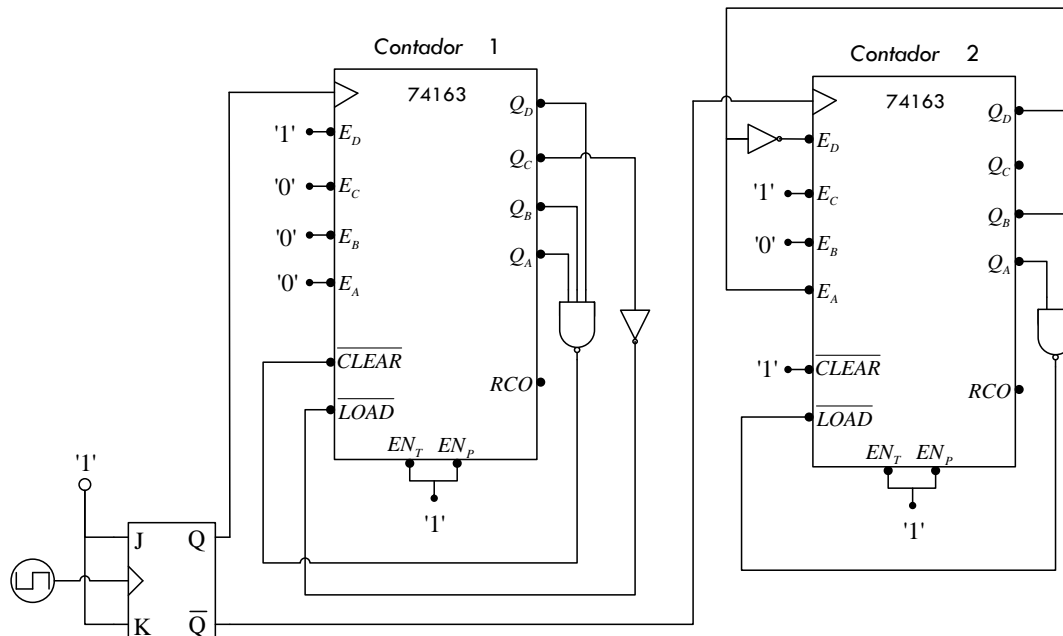 Contador 1
74163
'1'
E_D
'0'
E_C
'0'
E_B
'0'
E_A
Q_D
Q_C
Q_B
Q_A
CLEAR
LOAD
RCO
EN_T EN_P
'1'
Contador 2
74163
E_D
'1'
E_C
'0'
E_B
E_A
Q_D
Q_C
Q_B
Q_A
'1'
CLEAR
LOAD
RCO
EN_T EN_P
'1'
'1'
J Q
K Q̅